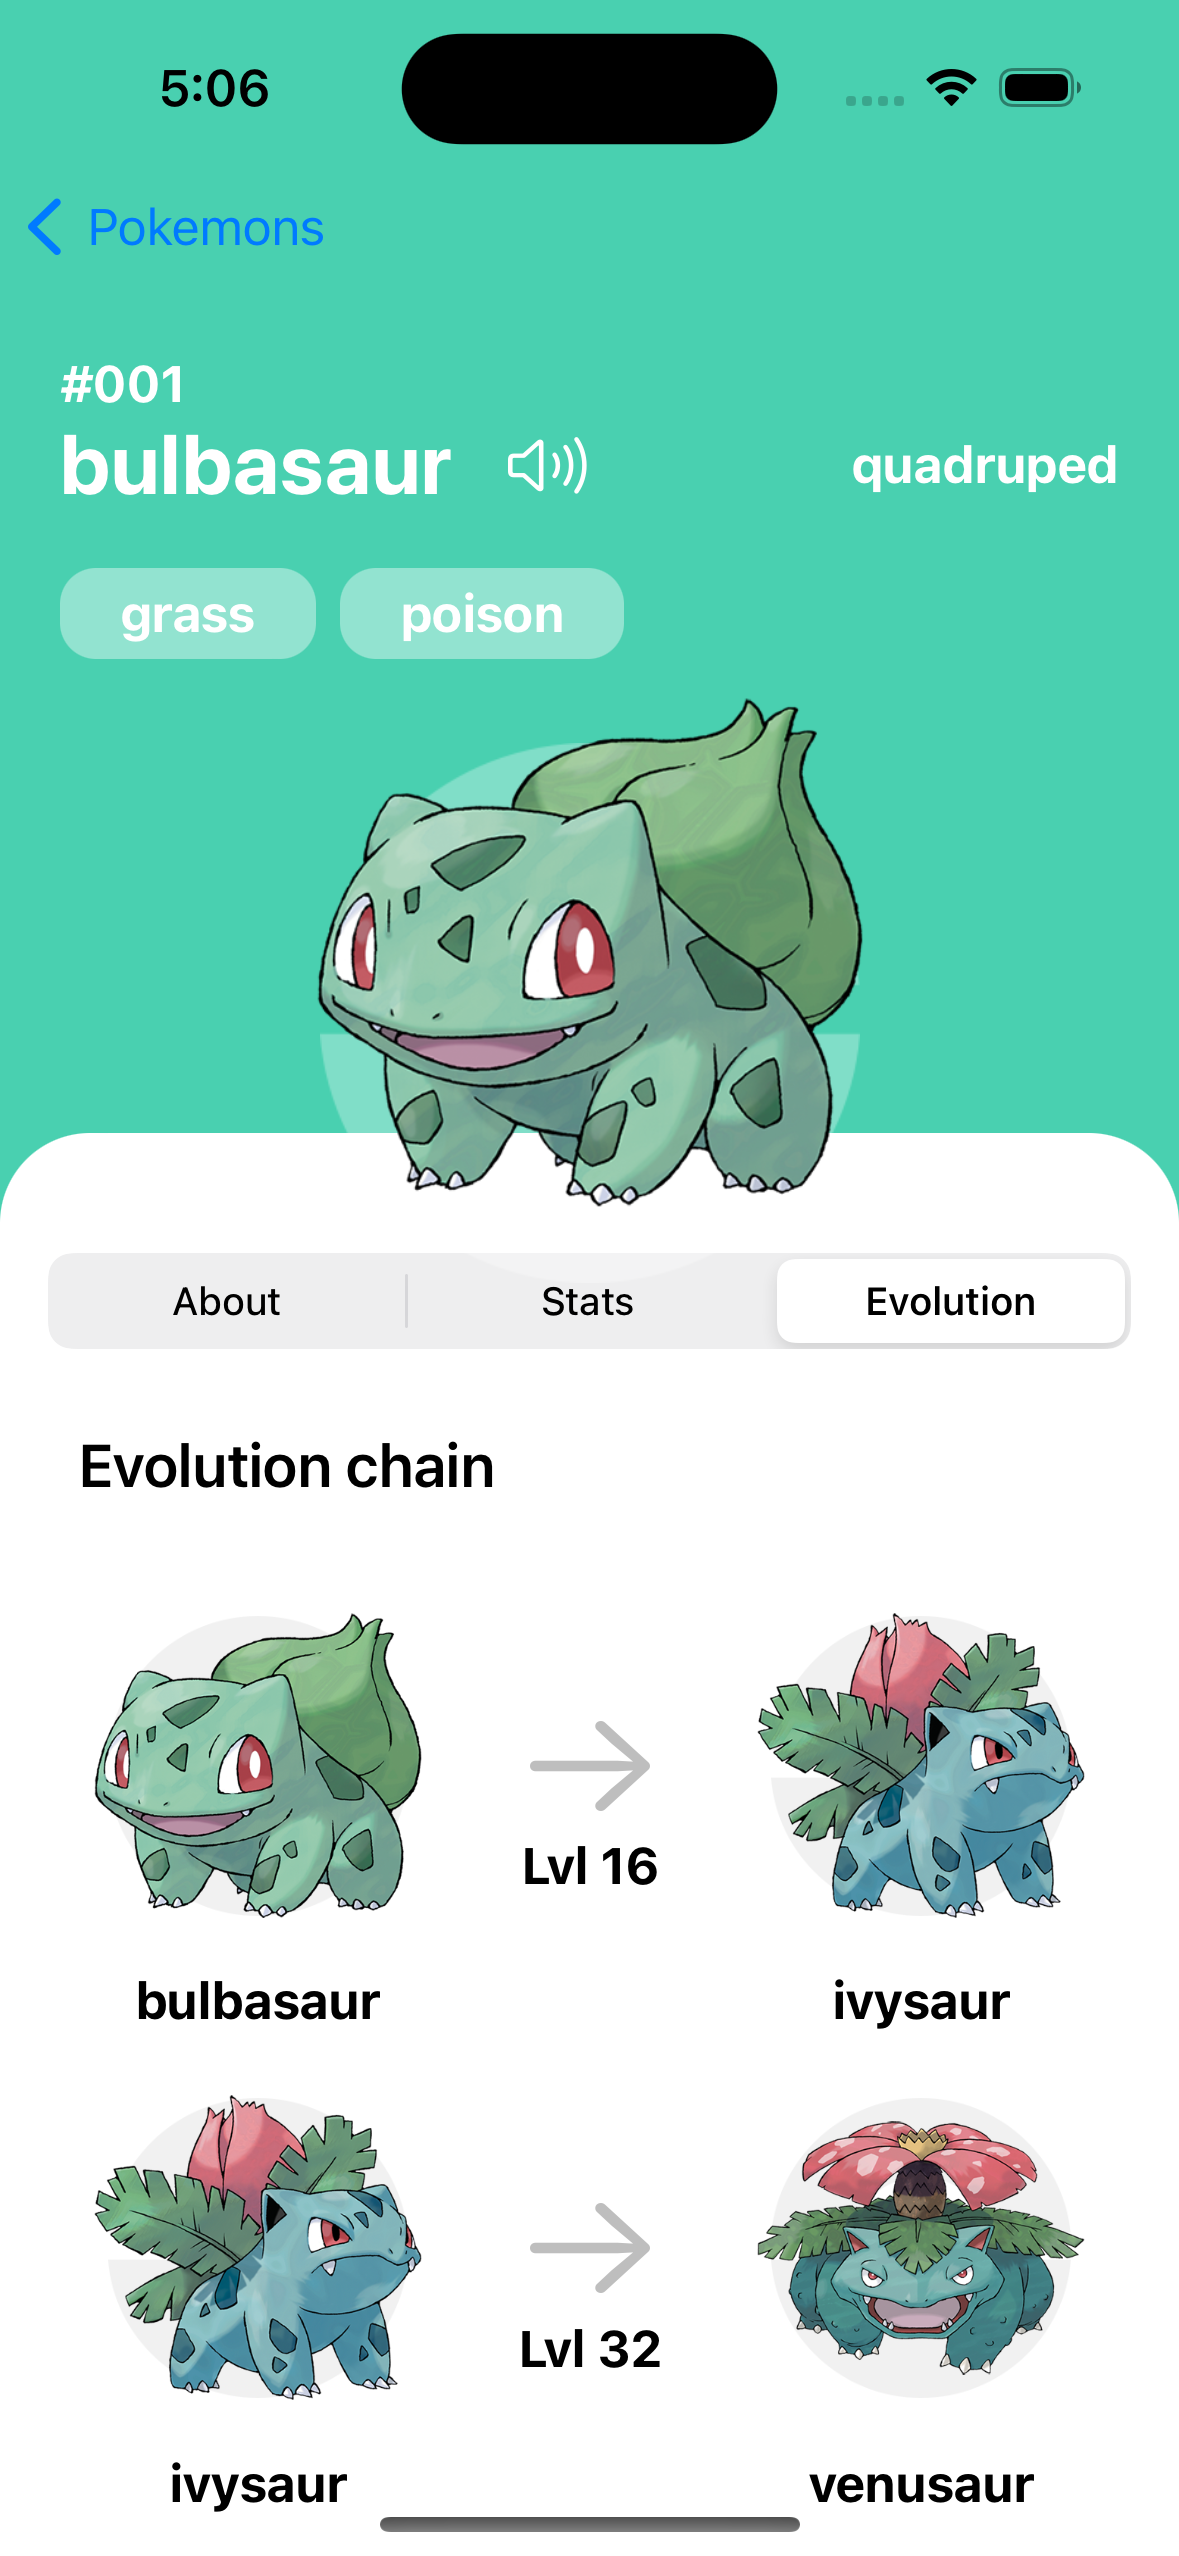 5:06
Pokemons
#001
bulbasaur
quadruped
grass poison
About Stats Evolution
Evolution chain
Lvl 16
bulbasaur ivysaur
Lvl 32
ivysaur venusaur